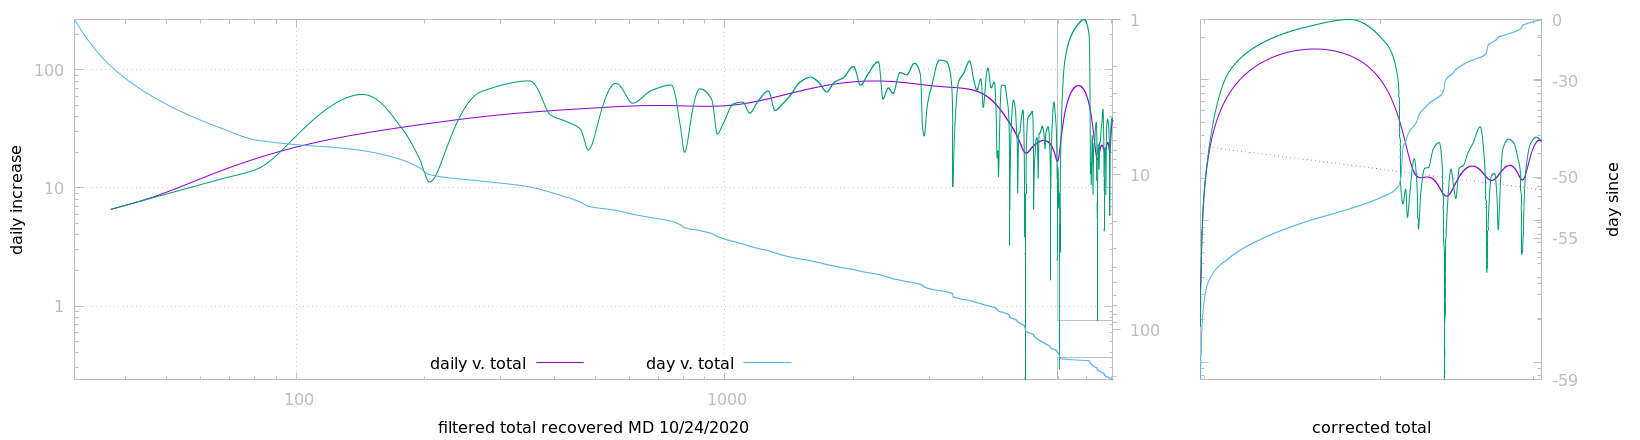 daily increase
100
10
1
100
1000
1
10
100
daily v. total
day v. total
filtered total recovered MD 10/24/2020
0
-30
-50
-55
-59
day since
corrected total